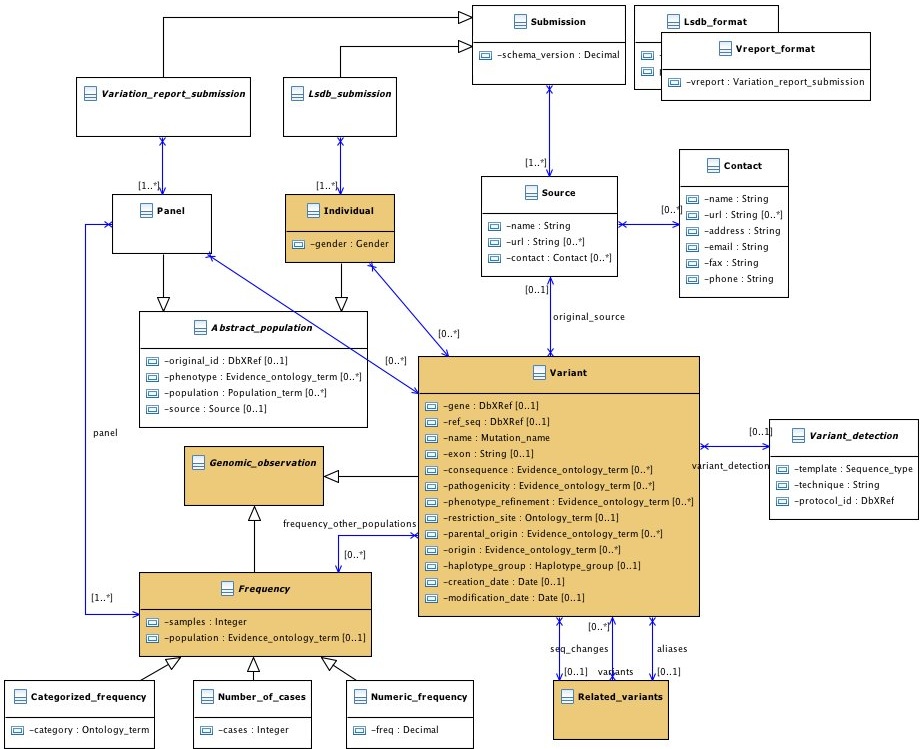 Submission
-schema_version : Decimal
Lsdb_format
Vreport_format
-vreport : Variation_report_submission
Variation_report_submission
Lsdb_submission
[1..*]
[1..*]
[1..*]
Panel
Individual
-gender : Gender
Source
-name : String
-url : String [0..*]
-contact : Contact [0..*]
[0..*]
Contact
-name : String
-url : String [0..*]
-address : String
-email : String
-fax : String
-phone : String
[0..1]
original_source
[0..*]
[0..*]
Abstract_population
-original_id : DbXRef [0..1]
-phenotype : Evidence_ontology_term [0..*]
-population : Population_term [0..*]
-source : Source [0..1]
panel
Variant
-gene : DbXRef [0..1]
-ref_seq : DbXRef [0..1]
-name : Mutation_name
-exon : String [0..1]
-consequence : Evidence_ontology_term [0..*]
-pathogenicity : Evidence_ontology_term [0..*]
-phenotype_refinement : Evidence_ontology_term [0..*]
-restriction_site : Ontology_term [0..1]
-parental_origin : Evidence_ontology_term [0..*]
-origin : Evidence_ontology_term [0..*]
-haplotype_group : Haplotype_group [0..1]
-creation_date : Date [0..1]
-modification_date : Date [0..1]
[0..1]
variant_detection
Variant_detection
-template : Sequence_type
-technique : String
-protocol_id : DbXRef
Genomic_observation
frequency_other_populations
[0..*]
[1..*]
Frequency
-samples : Integer
-population : Evidence_ontology_term [0..1]
[0..*]
seq_changes
aliases
[0..1]
variants
[0..1]
Categorized_frequency
-category : Ontology_term
Number_of_cases
-cases : Integer
Numeric_frequency
-freq : Decimal
Related_variants